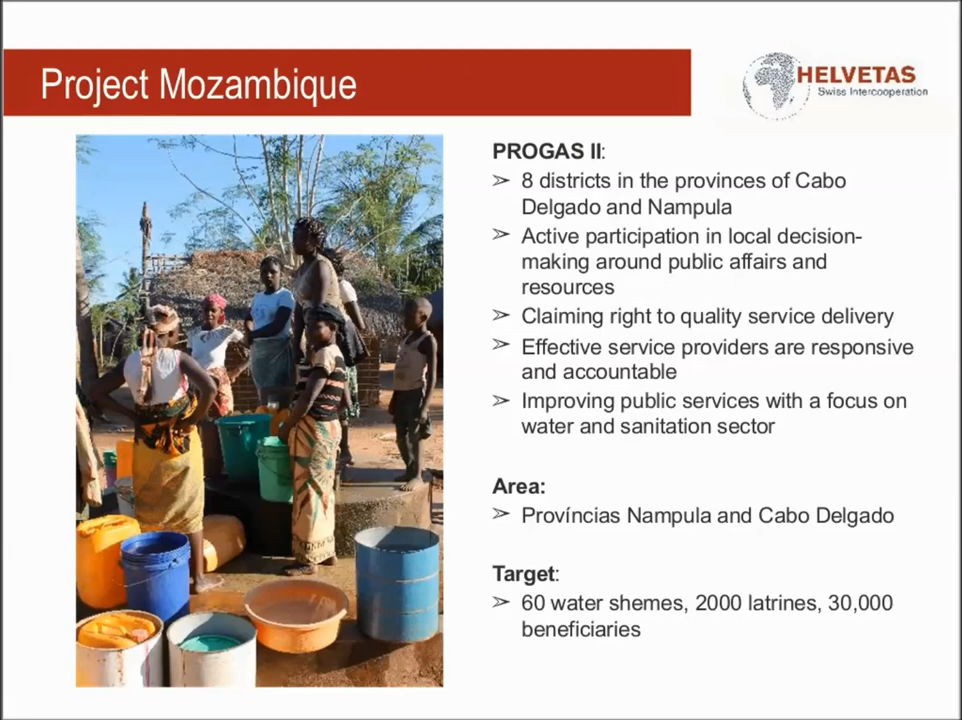 Project Mozambique
HELVETAS
Swiss Intercooperation
PROGAS II:
➢ 8 districts in the provinces of Cabo
Delgado and Nampula
➢ Active participation in local decision-
making around public affairs and
resources
➢ Claiming right to quality service delivery
➢ Effective service providers are responsive
and accountable
➢ Improving public services with a focus on
water and sanitation sector
Area:
➢ Províncias Nampula and Cabo Delgado
Target:
➢ 60 water shemes, 2000 latrines, 30,000
beneficiaries